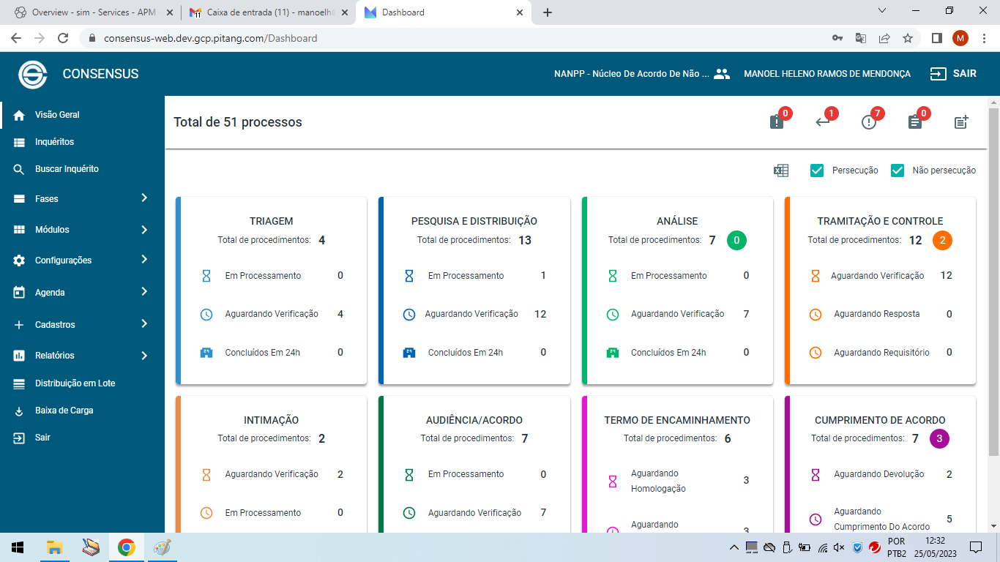 Overview - sim - Services - APM -
Caixa de entrada (11) - manoelh
Dashboard
consensus-web.dev.gcp.pitang.com/Dashboard
M
CONSENSUS
NANPP - Núcleo De Acordo De Não ...
MANOEL HELENO RAMOS DE MENDONÇA
SAIR
Visão Geral
Inquéritos
Buscar Inquérito
Fases
Módulos
Configurações
Agenda
Cadastros
Relatórios
Distribuição em Lote
Baixa de Carga
Sair
Total de 51 processos
0
1
7
0
Persecução
Não persecução
TRIAGEM
Total de procedimentos: 4
Em Processamento 0
Aguardando Verificação 4
Concluídos Em 24h 0
PESQUISA E DISTRIBUIÇÃO
Total de procedimentos: 13
Em Processamento 1
Aguardando Verificação 12
Concluídos Em 24h 0
ANÁLISE
Total de procedimentos: 7 0
Em Processamento 0
Aguardando Verificação 7
Concluídos Em 24h 0
TRAMITAÇÃO E CONTROLE
Total de procedimentos: 12 2
Aguardando Verificação 12
Aguardando Resposta 0
Aguardando Requisitório 0
INTIMAÇÃO
Total de procedimentos: 2
Aguardando Verificação 2
Em Processamento 0
AUDIÊNCIA/ACORDO
Total de procedimentos: 7
Em Processamento 0
Aguardando Verificação 7
TERMO DE ENCAMINHAMENTO
Total de procedimentos: 6
Aguardando
Homologação 3
Aguardando
3
CUMPRIMENTO DE ACORDO
Total de procedimentos: 7 3
Aguardando Devolução 2
Aguardando
Cumprimento Do Acordo 5
POR
PTB2
12:32
25/05/2023